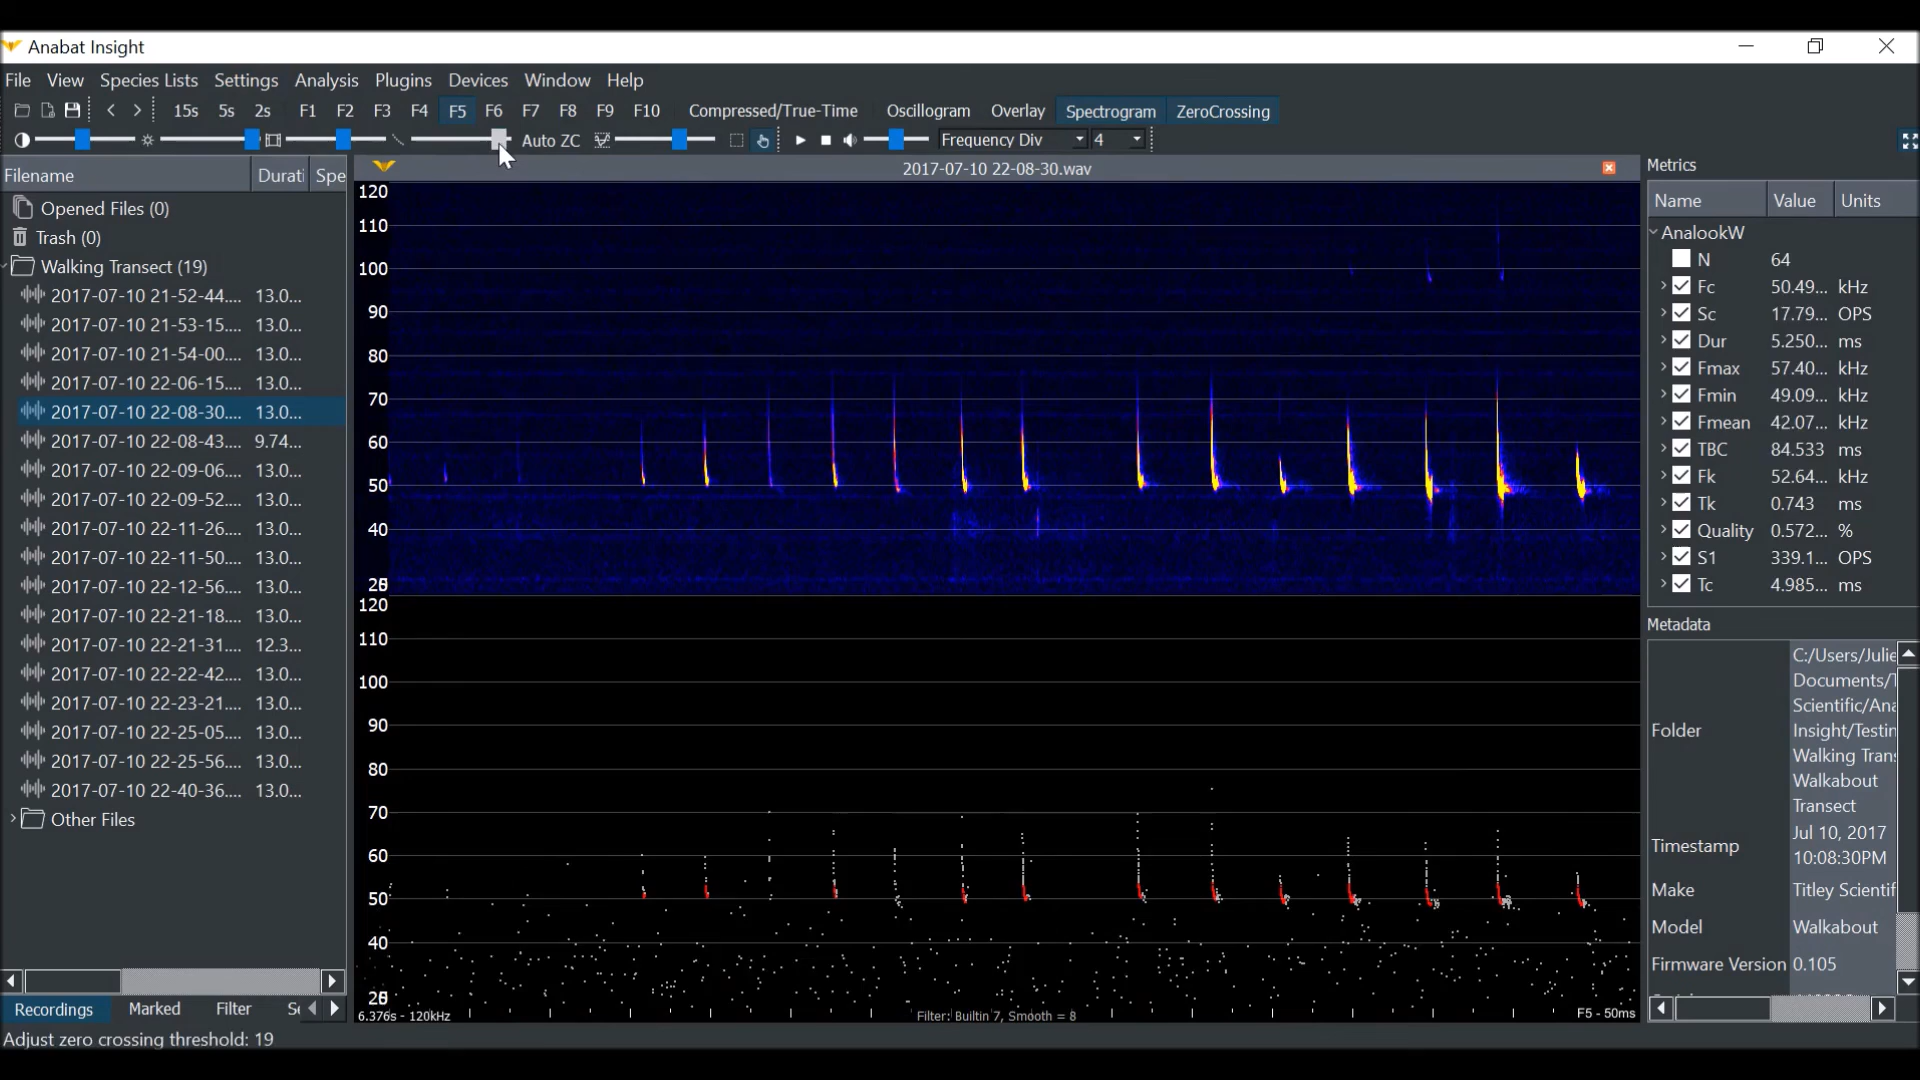 Anabat Insight
File View Species Lists Settings Analysis Plugins Devices Window Help
15s 5s 2s F1 F2 F3 F4 F5 F6 F7 F8 F9 F10 Compressed/True-Time Oscillogram Overlay Spectrogram ZeroCrossing
Auto ZC Frequency Div 4
Filename Durati Spe
Opened Files (0)
Trash (0)
Walking Transect (19)
2017-07-10 21-52-44.... 13.0...
2017-07-10 21-53-15.... 13.0...
2017-07-10 21-54-00.... 13.0...
2017-07-10 22-06-15.... 13.0...
2017-07-10 22-08-30.... 13.0...
2017-07-10 22-08-43.... 9.74...
2017-07-10 22-09-06.... 13.0...
2017-07-10 22-09-52.... 13.0...
2017-07-10 22-11-26.... 13.0...
2017-07-10 22-11-50.... 13.0...
2017-07-10 22-12-56.... 13.0...
2017-07-10 22-21-18.... 13.0...
2017-07-10 22-21-31.... 12.3...
2017-07-10 22-22-42.... 13.0...
2017-07-10 22-23-21.... 13.0...
2017-07-10 22-25-05.... 13.0...
2017-07-10 22-25-56.... 13.0...
2017-07-10 22-40-36.... 13.0...
Other Files
Recordings Marked Filter Se
Adjust zero crossing threshold: 19
2017-07-10 22-08-30.wav
120
110
100
90
80
70
60
50
40
120
110
100
90
80
70
60
50
40
6.376s - 120kHz Filter: Builtin 7, Smooth = 8 F5 - 50ms
Metrics
Name Value Units
AnalookW
N 64
Fc 50.49... kHz
Sc 17.79... OPS
Dur 5.250... ms
Fmax 57.40... kHz
Fmin 49.09... kHz
Fmean 42.07... kHz
TBC 84.533 ms
Fk 52.64... kHz
Tk 0.743 ms
Quality 0.572... %
S1 339.1... OPS
Tc 4.985... ms
Metadata
Folder
C:/Users/Julie
Documents/T
Scientific/Ana
Insight/Testin
Walking Trans
Walkabout
Transect
Timestamp
Jul 10, 2017
10:08:30PM
Make Titley Scientif
Model Walkabout
Firmware Version 0.105